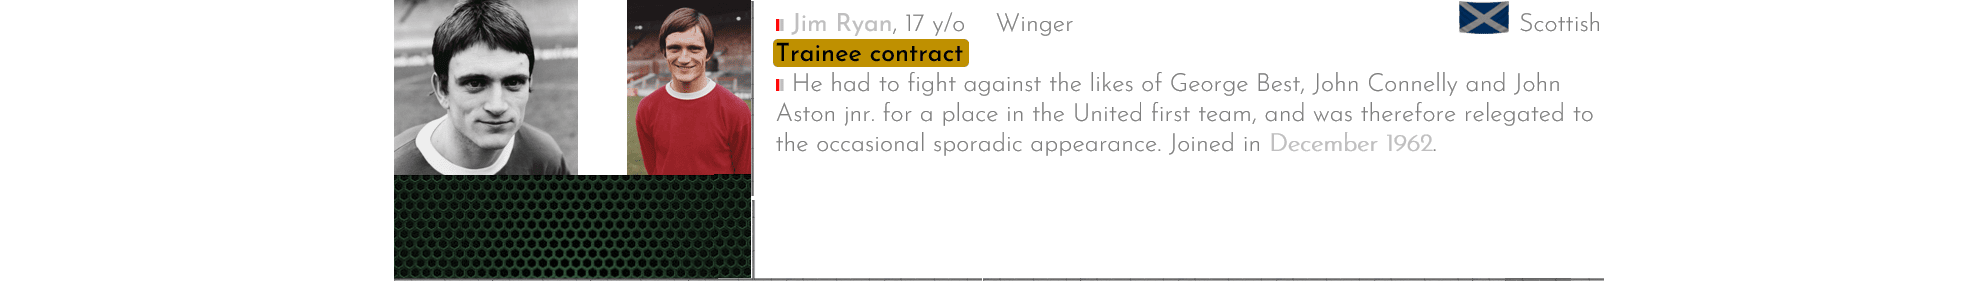 Jim Ryan, 17 y/o Winger Scottish
Trainee contract
He had to fight against the likes of George Best, John Connelly and John
Aston jnr. for a place in the United first team, and was therefore relegated to
the occasional sporadic appearance. Joined in December 1962.